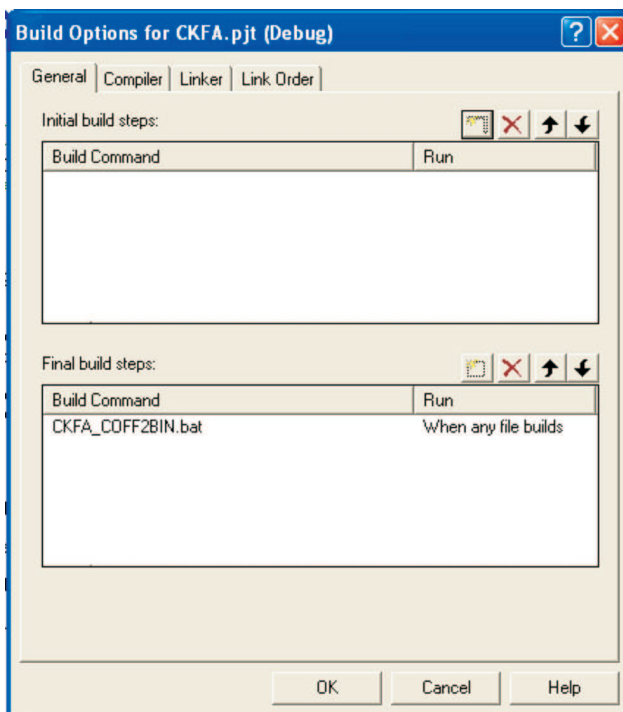 Build Options for CKFA.pjt (Debug)
General Compiler Linker Link Order
Initial build steps:
Build Command Run
Final build steps:
Build Command Run
CKFA_COFF2BIN.bat When any file builds
OK Cancel Help